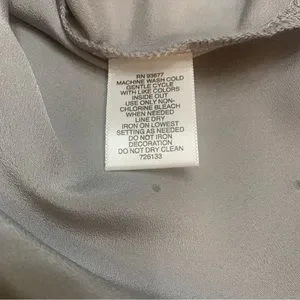 RN 93677
MACHINE WASH COLD
GENTLE CYCLE
WITH LIKE COLORS
INSIDE OUT
USE ONLY NON-
CHLORINE BLEACH
WHEN NEEDED
LINE DRY
IRON ON LOWEST
SETTING AS NEEDED
DO NOT IRON
DECORATION
DO NOT DRY CLEAN
726133